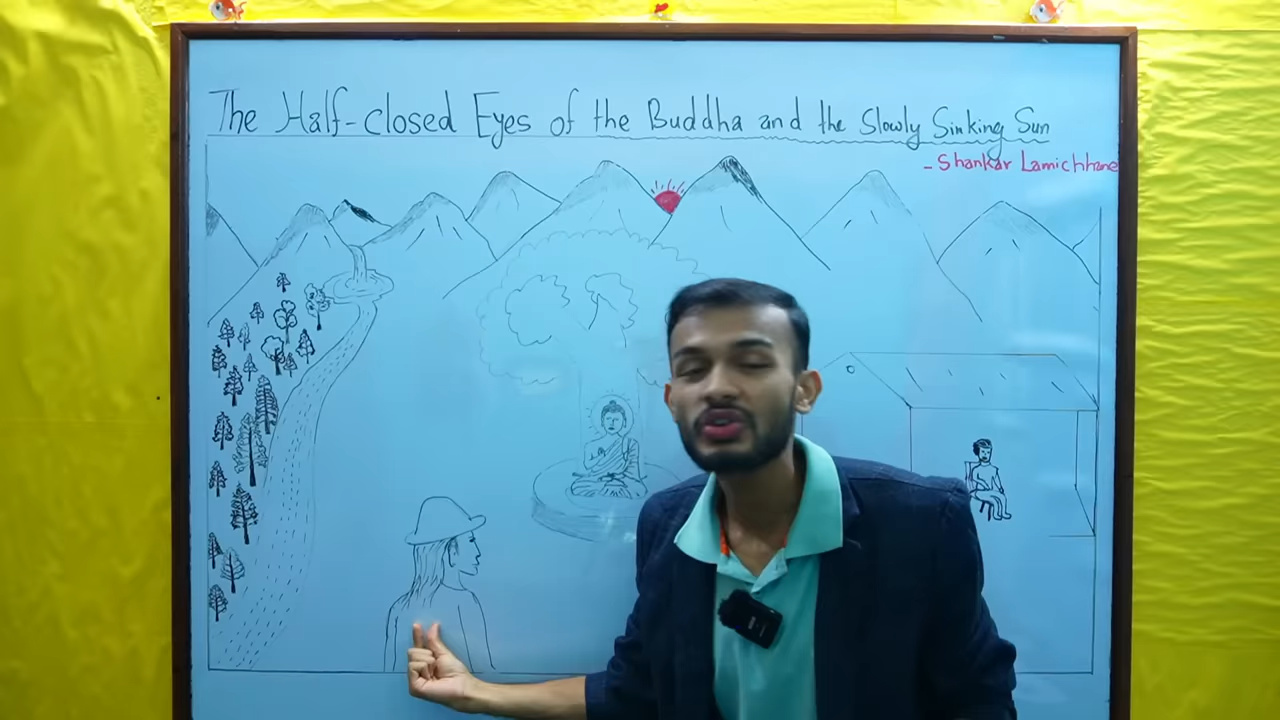 The Half-closed Eyes of the Buddha and the Slowly Sinking Sun
- Shankar Lamichhane